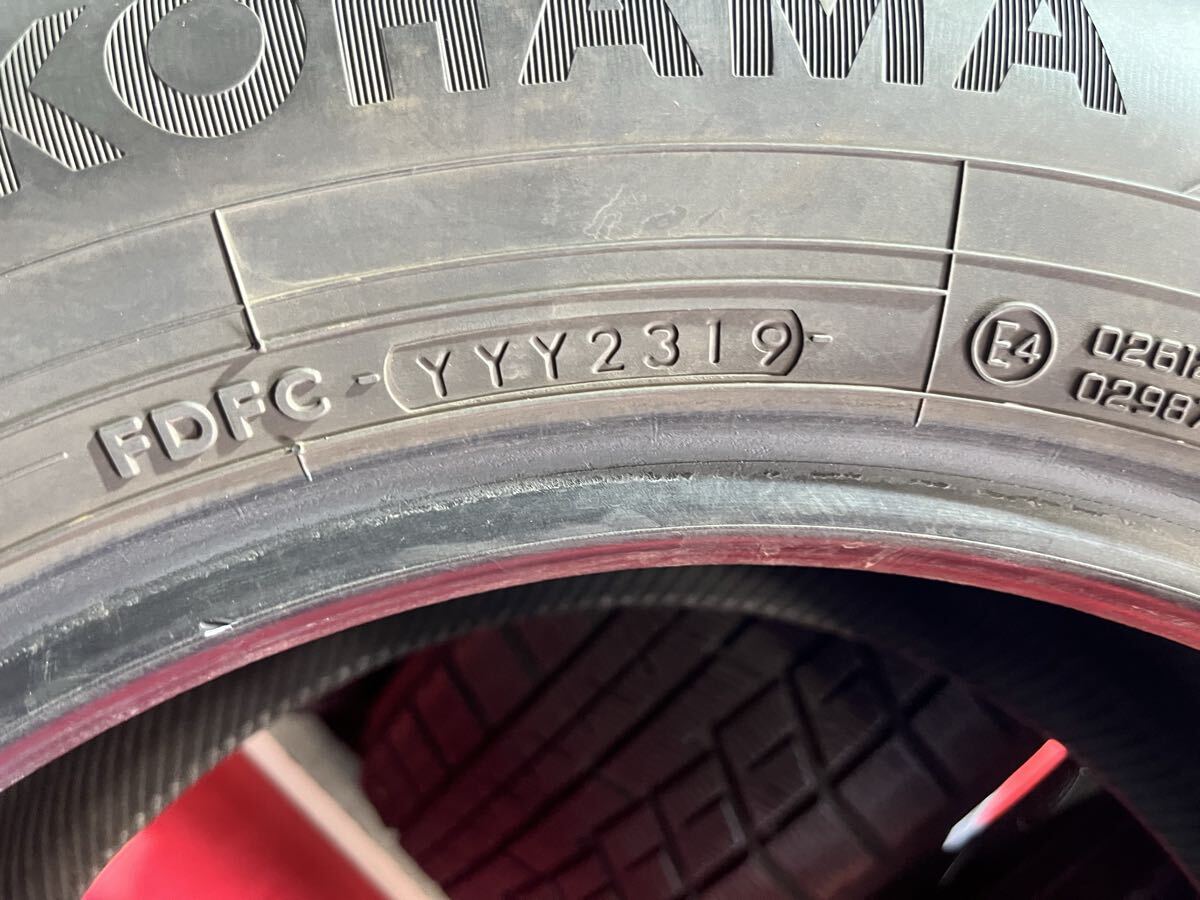 KOHAMA
FDFC - YYY2319 -
E4
0261
0298